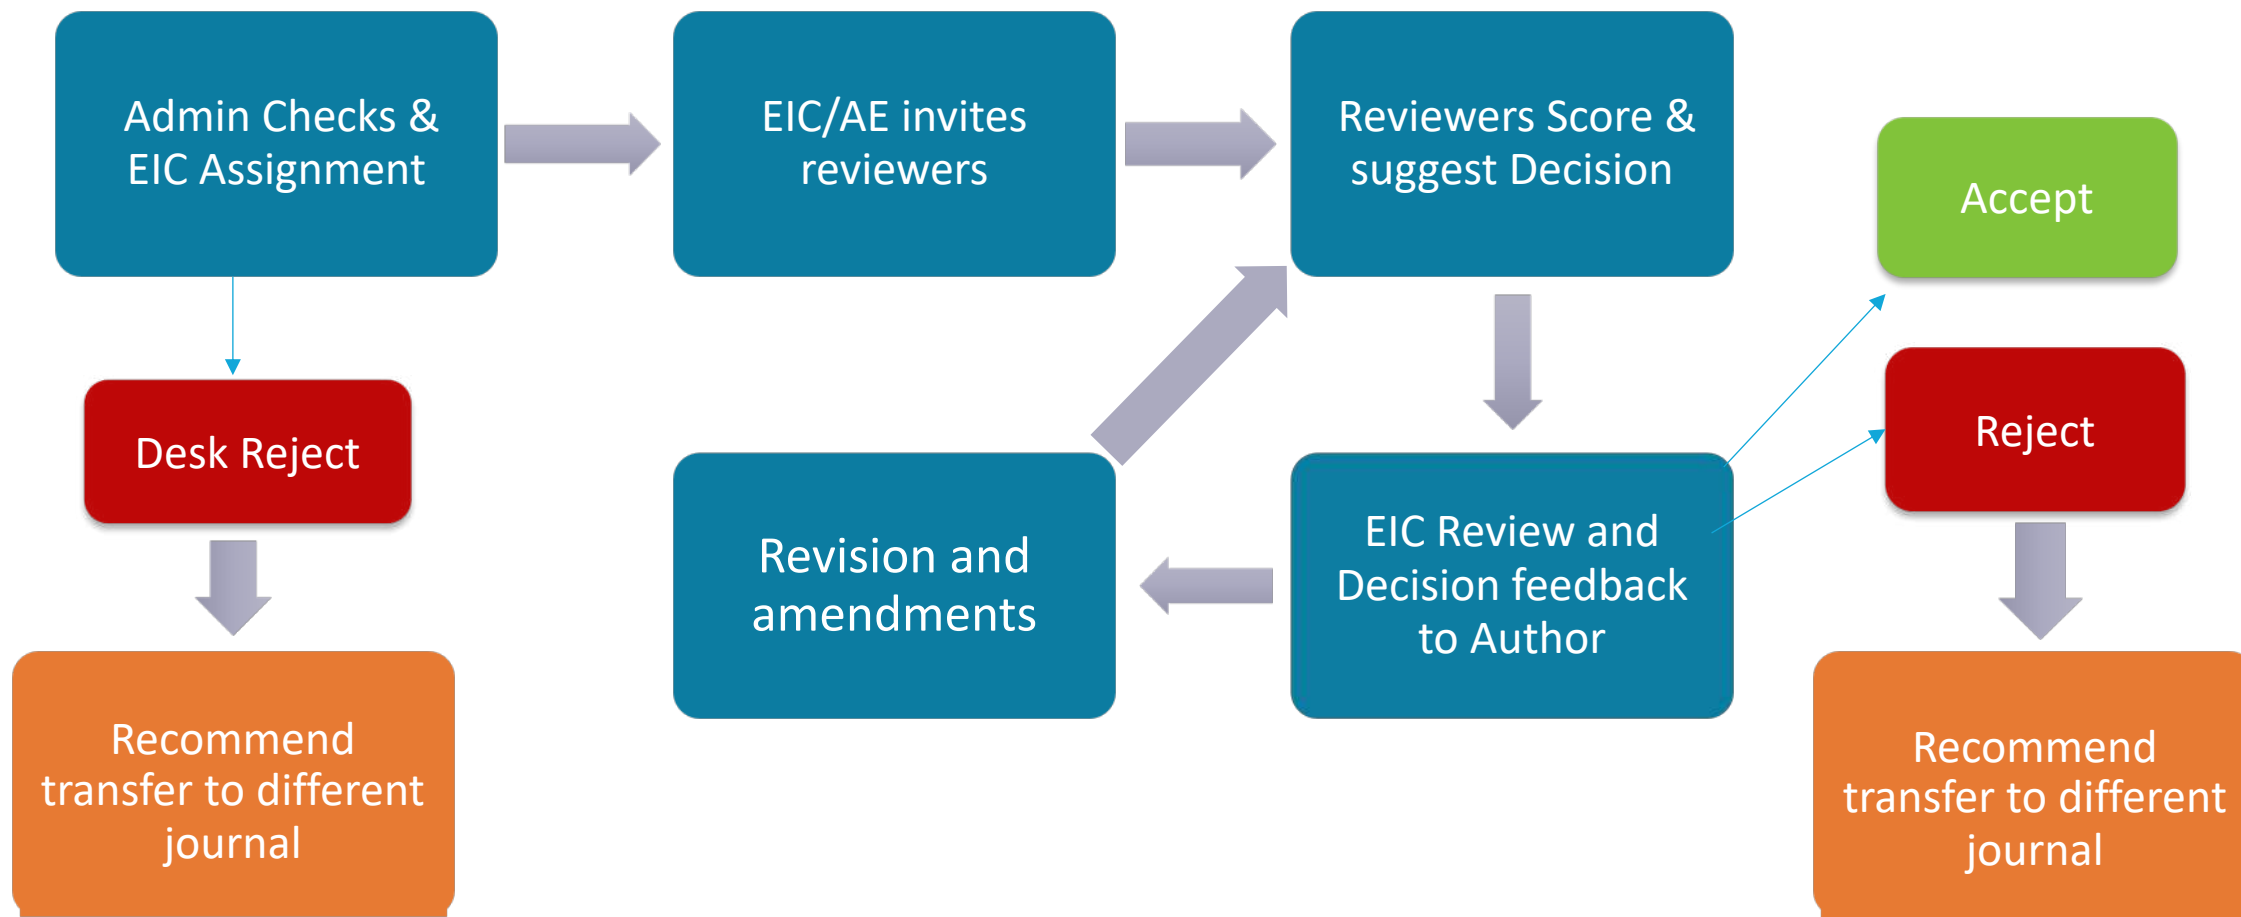 Admin Checks &
EIC Assignment
EIC/AE invites
reviewers
Reviewers Score &
suggest Decision
Accept
Desk Reject
Reject
Revision and
amendments
EIC Review and
Decision feedback
to Author
Recommend
transfer to different
journal
Recommend
transfer to different
journal